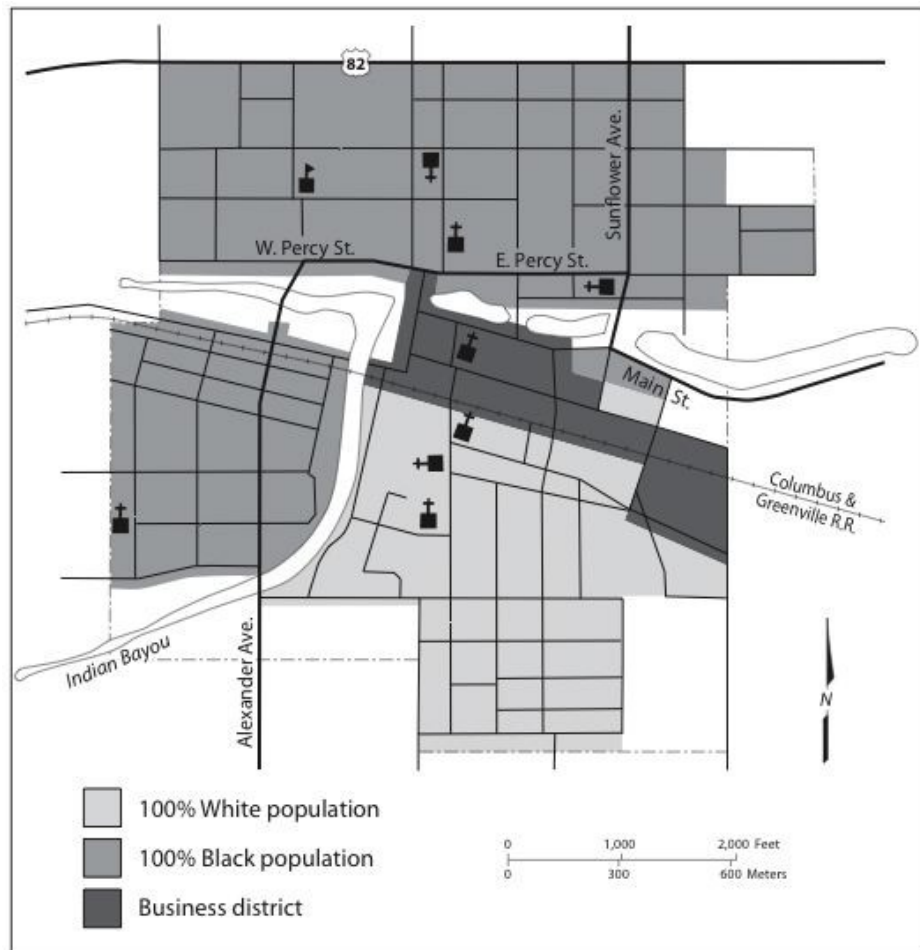 82
Sunflower Ave.
W. Percy St.
E. Percy St.
Main St.
Columbus &
Greenville R.R.
Indian Bayou
Alexander Ave.
N
100% White population
100% Black population
Business district
0 1,000 2,000 Feet
0 300 600 Meters